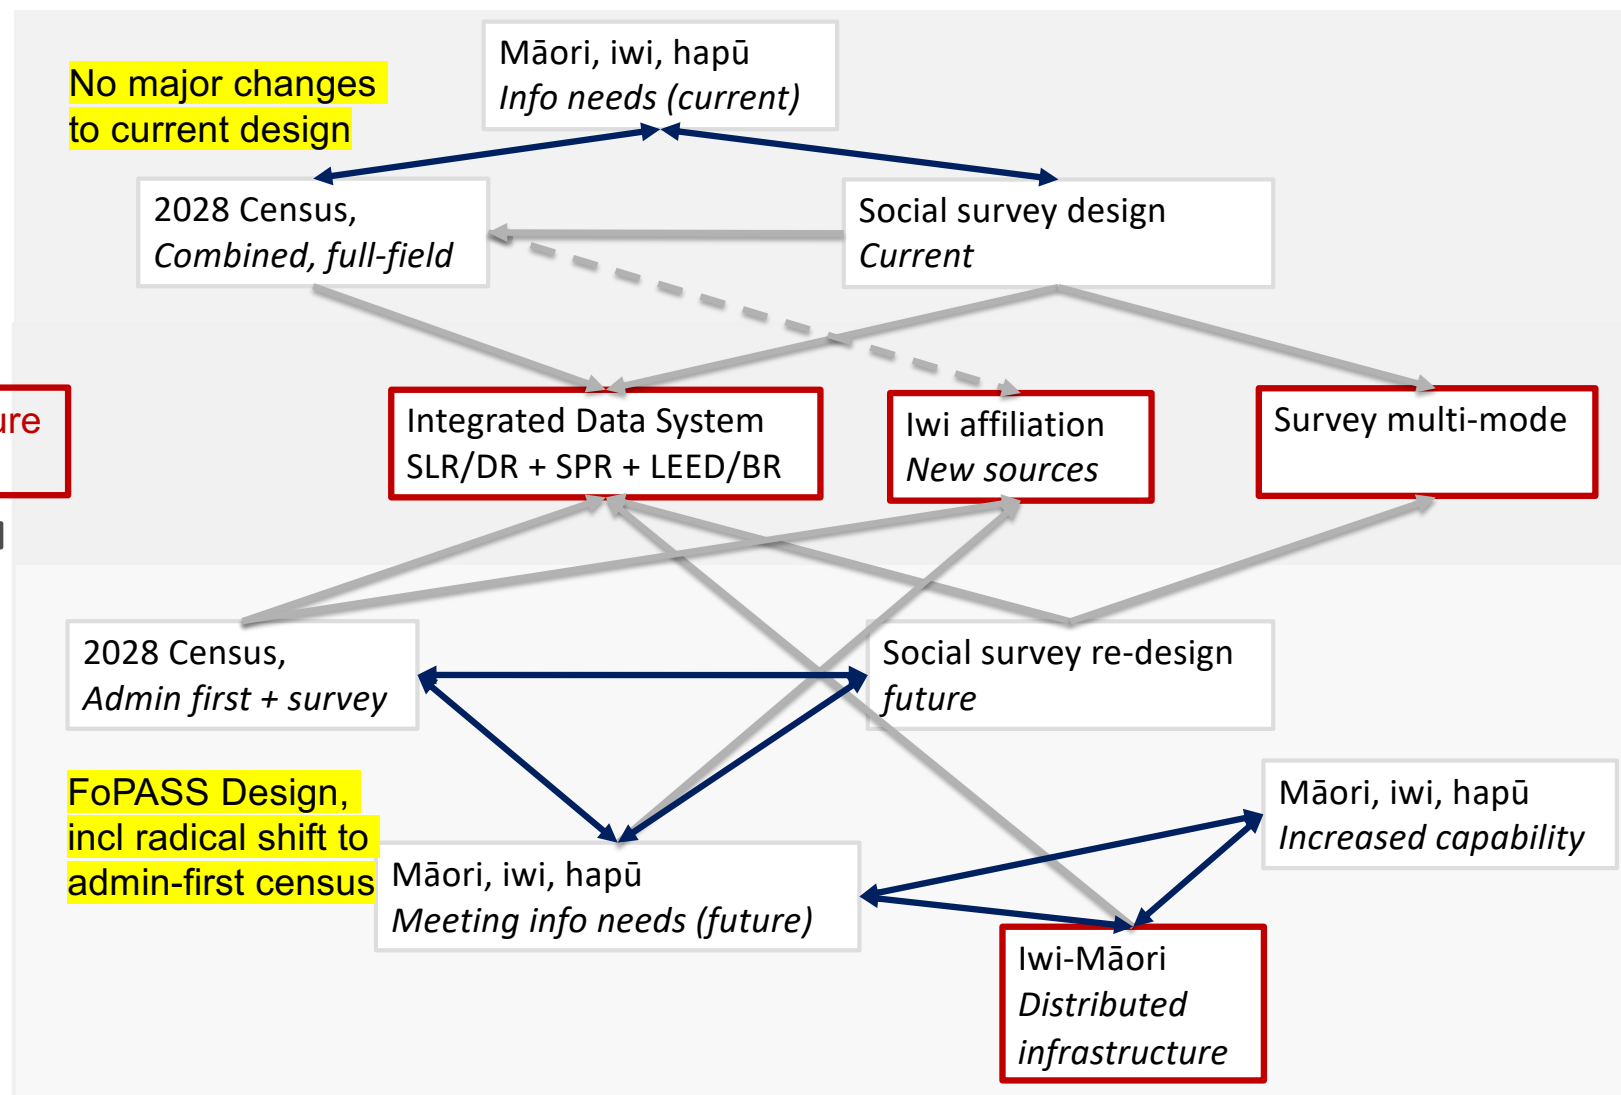 Māori, iwi, hapū
Info needs (current)
No major changes
to current design
2028 Census,
Combined, full-field
Social survey design
Current
Integrated Data System
SLR/DR + SPR + LEED/BR
Iwi affiliation
New sources
Survey multi-mode
2028 Census,
Admin first + survey
Social survey re-design
future
FoPASS Design,
incl radical shift to
admin-first census
Māori, iwi, hapū
Meeting info needs (future)
Māori, iwi, hapū
Increased capability
Iwi-Māori
Distributed
infrastructure